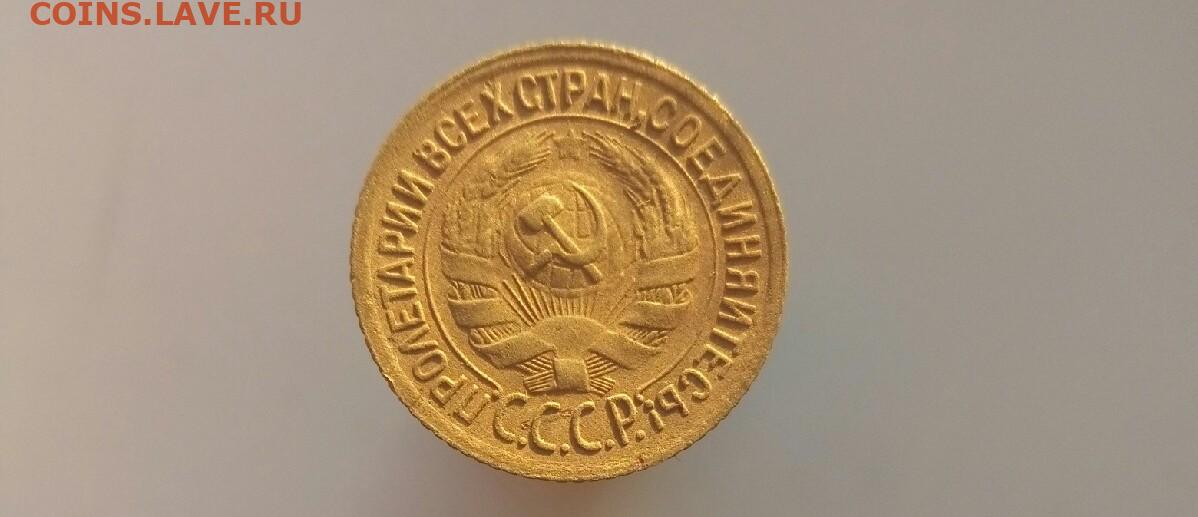 COINS.LAVE.RU
ПРОЛЕТАРИИ ВСЕХ СТРАН, СОЕДИНЯЙТЕСЬ!
С.С.С.Р.